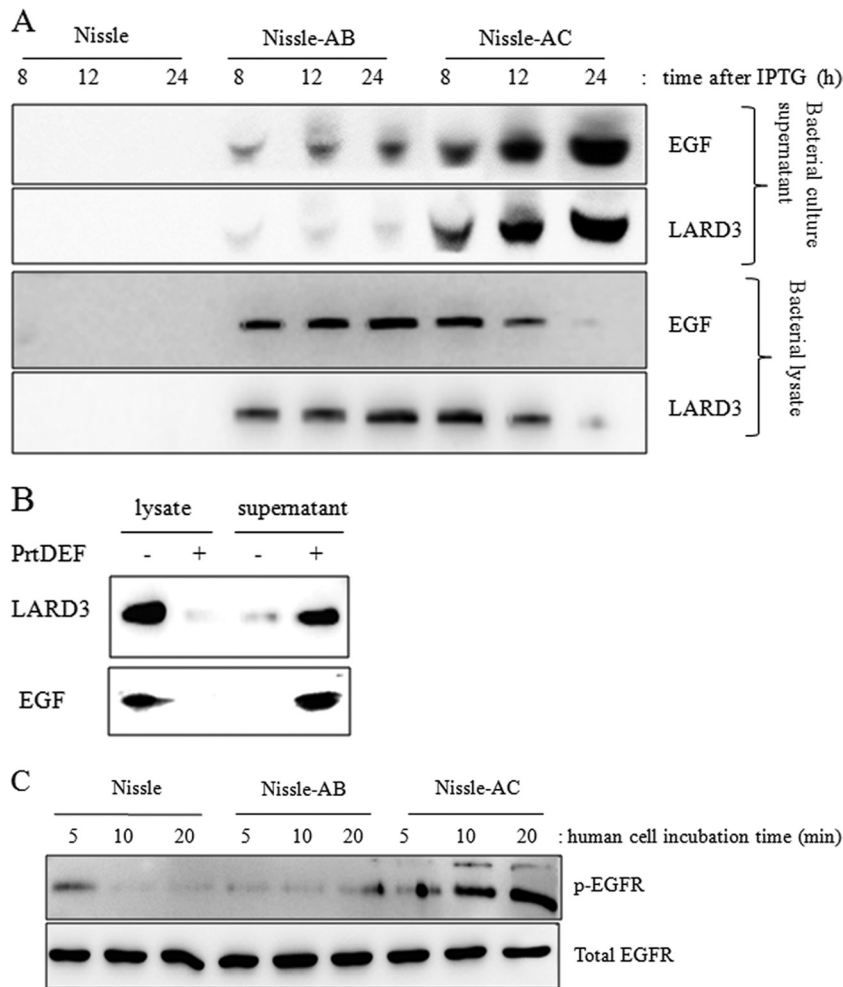 A
Nissle Nissle-AB Nissle-AC
8 12 24 8 12 24 8 12 24 : time after IPTG (h)
EGF
LARD3
Bacterial culture
supernatant
EGF
LARD3
Bacterial lysate
B
lysate supernatant
PrtDEF - + - +
LARD3
EGF
C
Nissle Nissle-AB Nissle-AC
5 10 20 5 10 20 5 10 20 : human cell incubation time (min)
p-EGFR
Total EGFR